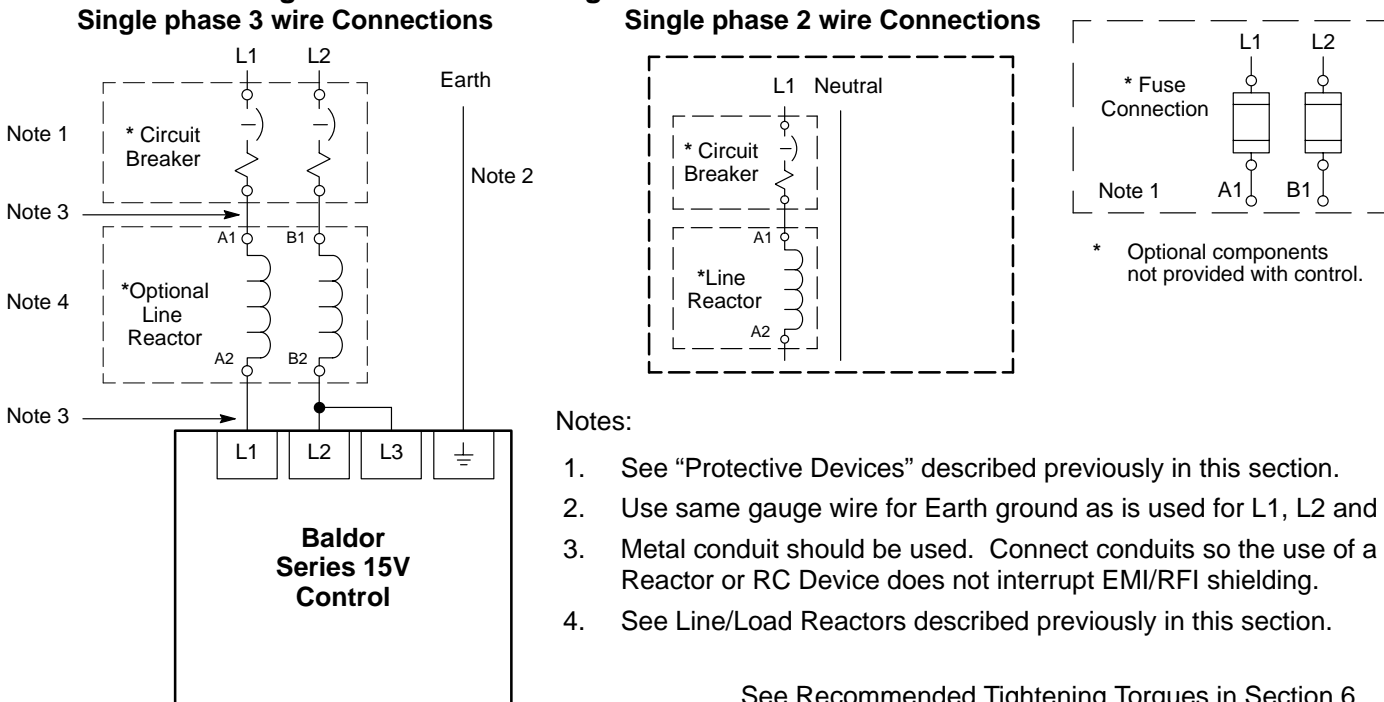 Single phase 3 wire Connections
L1 L2
Earth
Note 1
* Circuit
Breaker
Note 2
Note 3
A1 B1
Note 4
*Optional
Line
Reactor
A2 B2
Note 3
L1 L2 L3
Baldor
Series 15V
Control
Single phase 2 wire Connections
L1 Neutral
* Circuit
Breaker
A1
*Line
Reactor
A2
L1 L2
* Fuse
Connection
Note 1
A1 B1
* Optional components
not provided with control.
Notes:
1. See “Protective Devices” described previously in this section.
2. Use same gauge wire for Earth ground as is used for L1, L2 and
3. Metal conduit should be used. Connect conduits so the use of a
Reactor or RC Device does not interrupt EMI/RFI shielding.
4. See Line/Load Reactors described previously in this section.
See Recommended Tightening Torques in Section 6